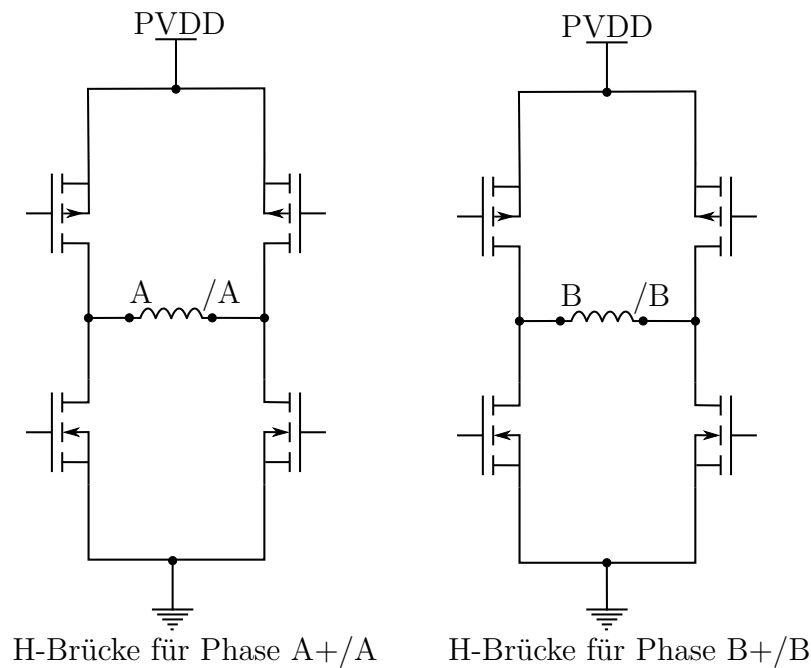 PVDD
PVDD
A
/A
B
/B
H-Brücke für Phase A+/A
H-Brücke für Phase B+/B